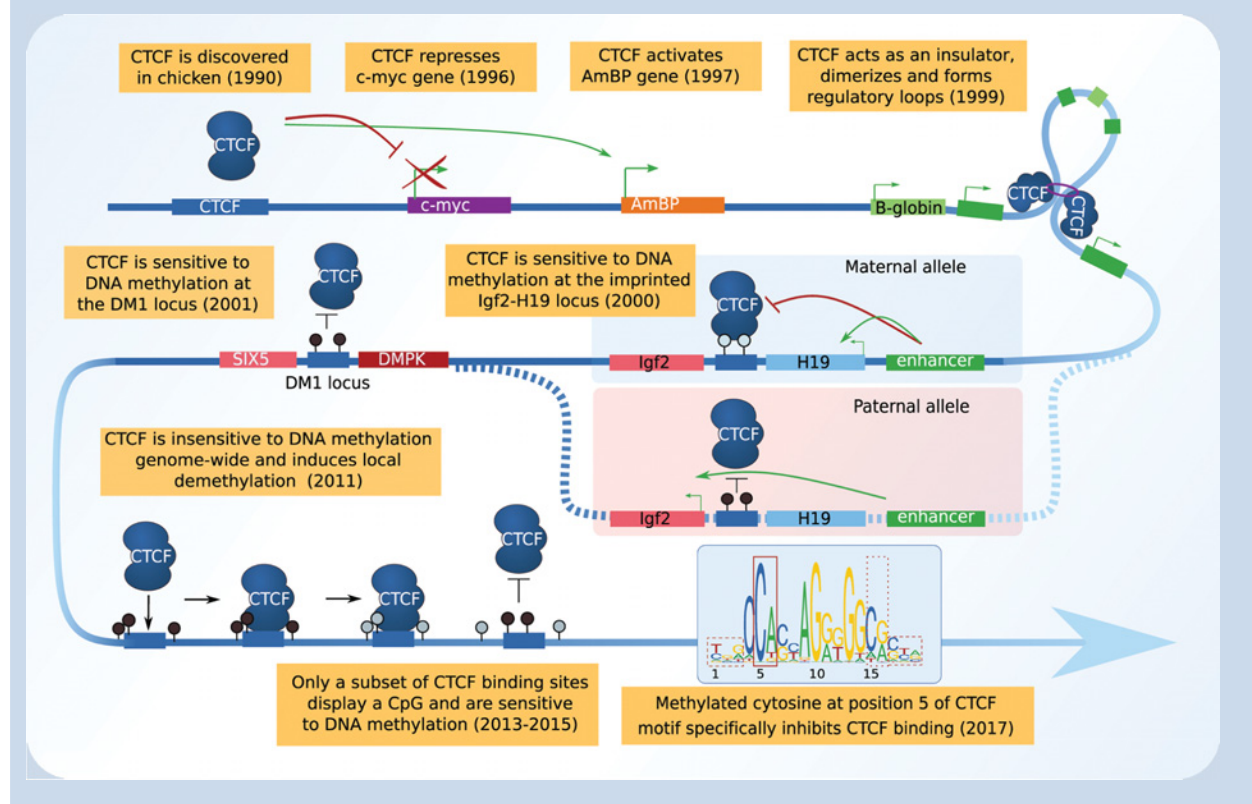 CTCF is discovered
in chicken (1990)
CTCF represses
c-myc gene (1996)
CTCF activates
AmBP gene (1997)
CTCF acts as an insulator,
dimerizes and forms
regulatory loops (1999)
CTCF
CTCF
c-myc
AmBP
B-globin
CTCF
CTCF
CTCF is sensitive to
DNA methylation at
the DM1 locus (2001)
CTCF
SIX5
DMPK
DM1 locus
CTCF is sensitive to DNA
methylation at the imprinted
Igf2-H19 locus (2000)
Maternal allele
CTCF
Igf2
H19
enhancer
Paternal allele
CTCF
Igf2
H19
enhancer
CTCF is insensitive to DNA methylation
genome-wide and induces local
demethylation (2011)
CTCF
CTCF
CTCF
CTCF
Only a subset of CTCF binding sites
display a CpG and are sensitive
to DNA methylation (2013-2015)
1 5 10 15
Methylated cytosine at position 5 of CTCF
motif specifically inhibits CTCF binding (2017)